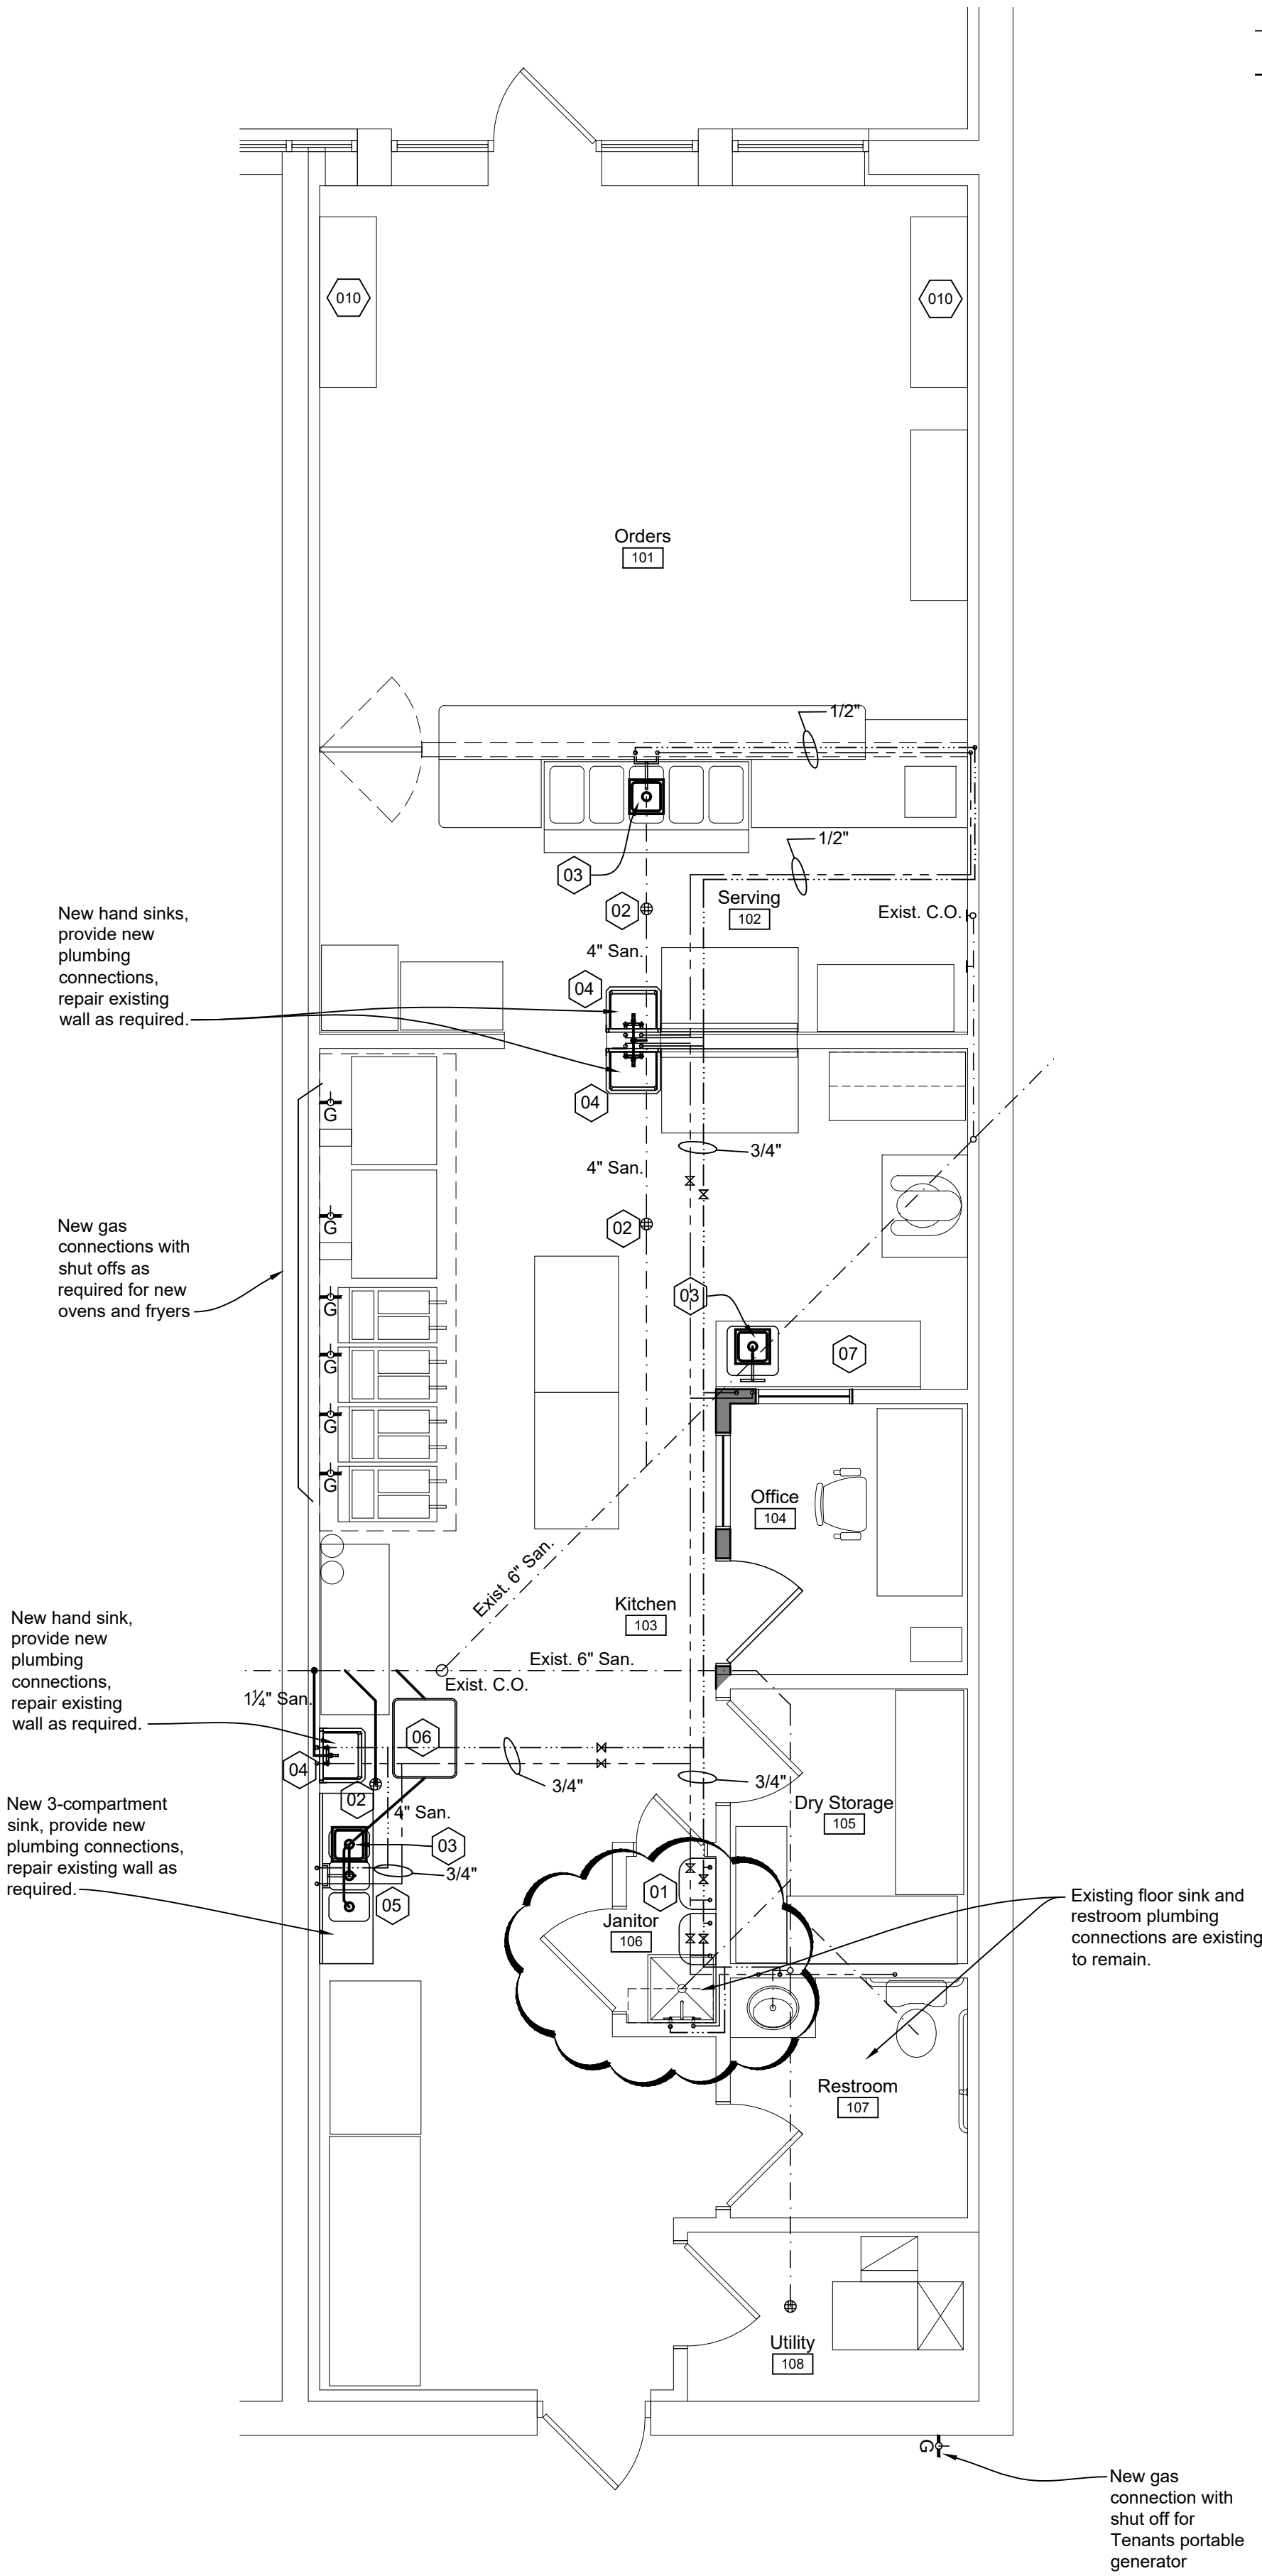 010
010
Orders
101
1/2"
1/2"
03
Serving
102
02
Exist. C.O.
New hand sinks,
provide new
plumbing
connections,
repair existing
wall as required.
4" San.
04
04
G
3/4"
4" San.
G
02
New gas
connections with
shut offs as
required for new
ovens and fryers
03
G
07
G
G
G
Office
104
Exist. 6" San.
Kitchen
103
New hand sink,
provide new
plumbing
connections,
repair existing
wall as required.
Exist. 6" San.
Exist. C.O.
1¼" San.
06
04
3/4"
3/4"
02
4" San.
New 3-compartment
sink, provide new
plumbing connections,
repair existing wall as
required.
Dry Storage
105
03
3/4"
05
01
Janitor
106
Existing floor sink and
restroom plumbing
connections are existing
to remain.
Restroom
107
Utility
108
G
New gas
connection with
shut off for
Tenants portable
generator